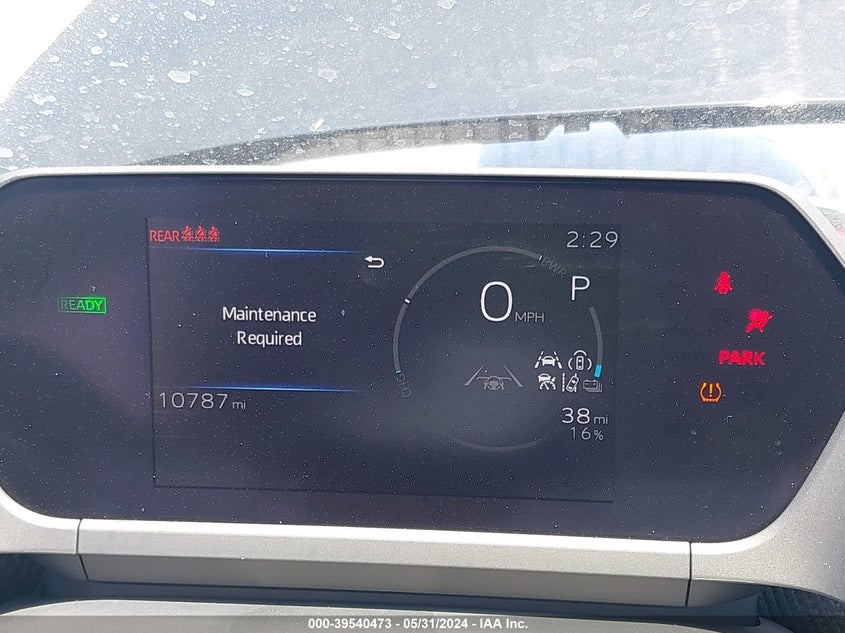 REAR
2:29
READY
PWR
P
0 MPH
Maintenance
Required
PARK
CHG
10787 mi
38 mi
16 %
000-39540473 - 05/31/2024 - IAA Inc.